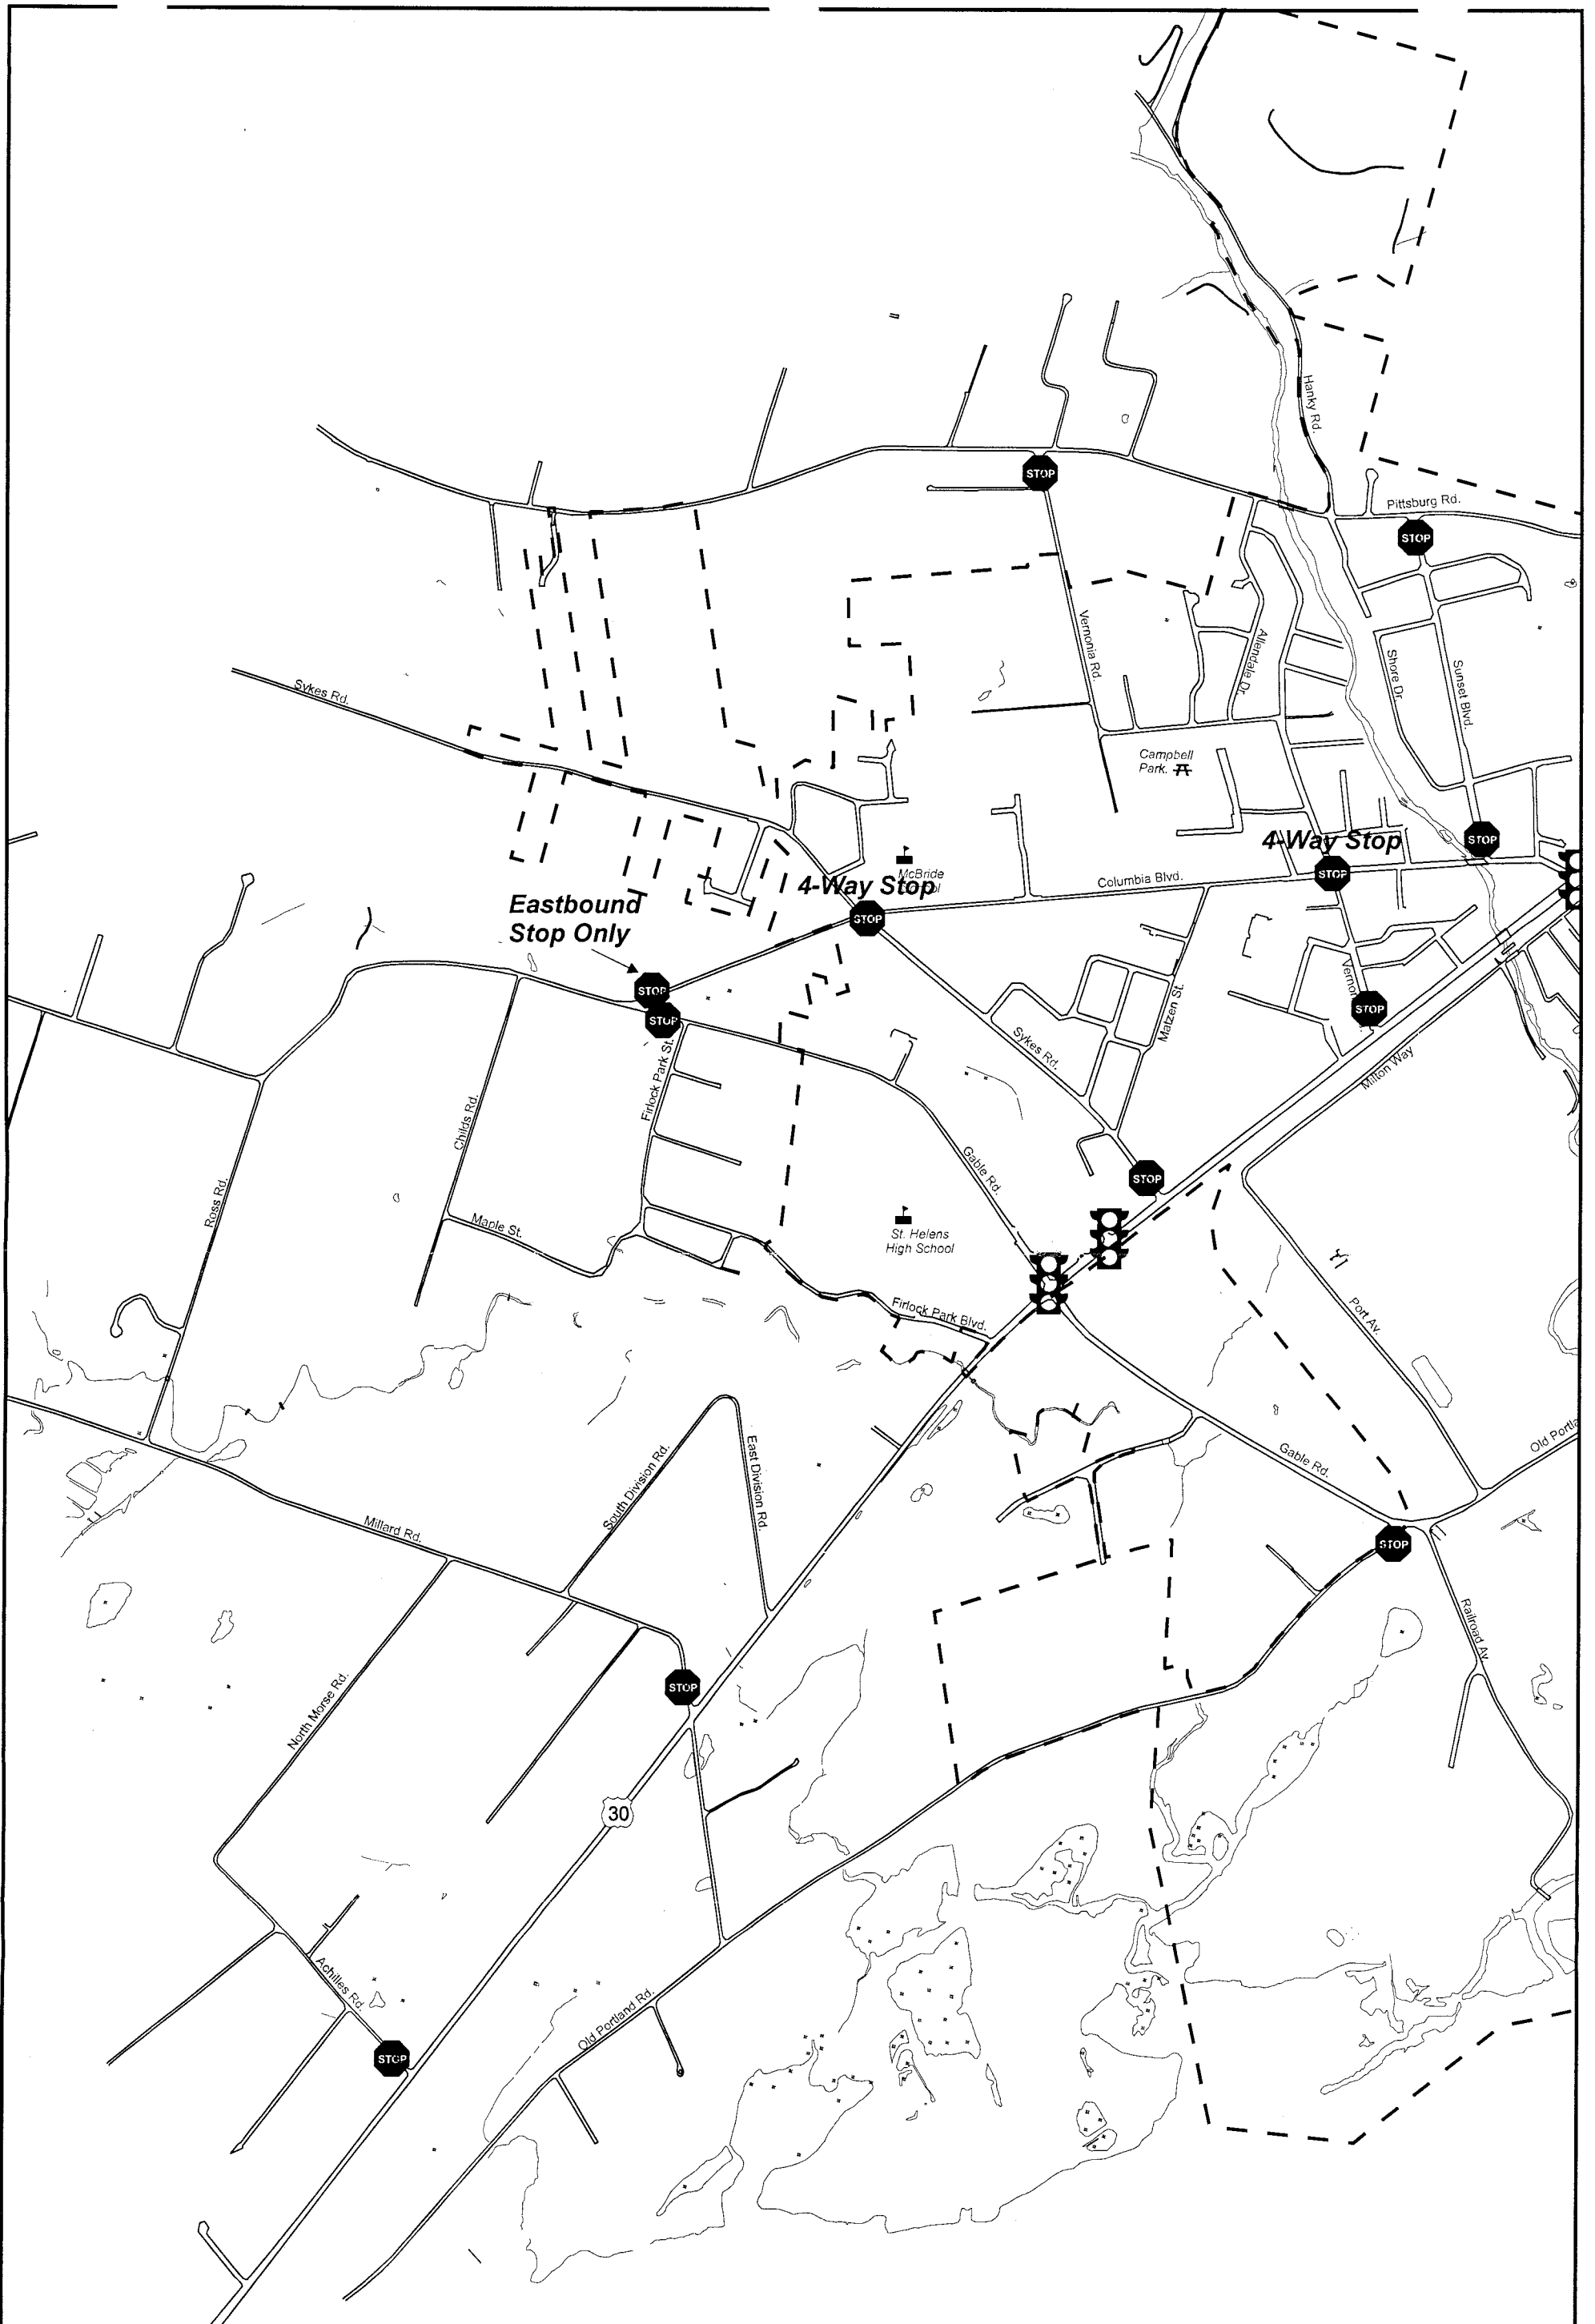 Hanky Rd.
STOP
Pittsburg Rd.
STOP
Vernonia Rd.
Allendale Dr.
Shore Dr.
Sunset Blvd.
Sykes Rd.
Campbell
Park.
STOP
4-Way Stop
STOP
McBride
Columbia Blvd.
4-Way Stop
STOP
Eastbound
Stop Only
STOP
STOP
STOP
Matzen St.
Sykes Rd.
Milton Way
Firlock Park St.
Childs Rd.
Ross Rd.
Gable Rd.
STOP
Maple St.
St. Helens
High School
Firlock Park Blvd.
Port Av.
Gable Rd.
South Division Rd.
East Division Rd.
Millard Rd.
STOP
Railroad Av.
North Morse Rd.
STOP
30
Achilles Rd.
STOP
Old Portland Rd.